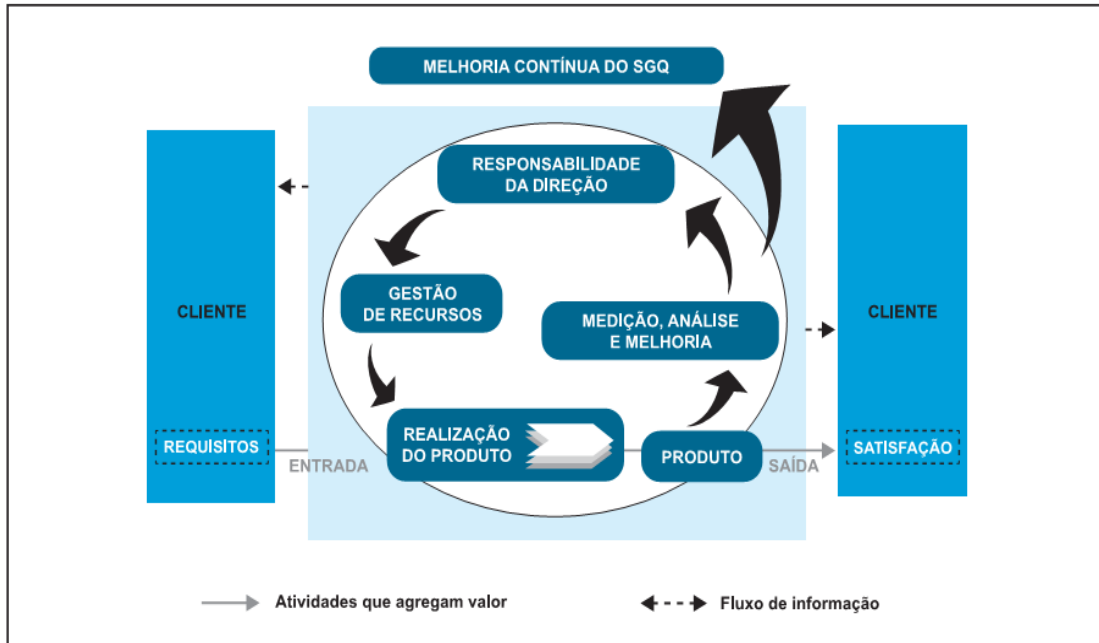 MELHORIA CONTÍNUA DO SGQ
RESPONSABILIDADE
DA DIREÇÃO
CLIENTE
GESTÃO
DE RECURSOS
MEDIÇÃO, ANÁLISE
E MELHORIA
CLIENTE
REQUISÍTOS
ENTRADA
REALIZAÇÃO
DO PRODUTO
PRODUTO
SAÍDA
SATISFAÇÃO
Atividades que agregam valor
Fluxo de informação